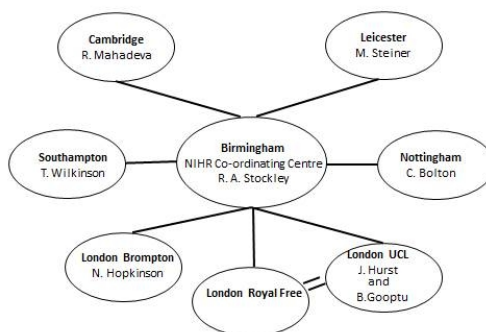 Cambridge
R. Mahadeva
Leicester
M. Steiner
Birmingham
NIHR Co-ordinating Centre
R. A. Stockley
Southampton
T. Wilkinson
Nottingham
C. Bolton
London Brompton
N. Hopkinson
London Royal Free
London UCL
J. Hurst
and
B.Gooptu